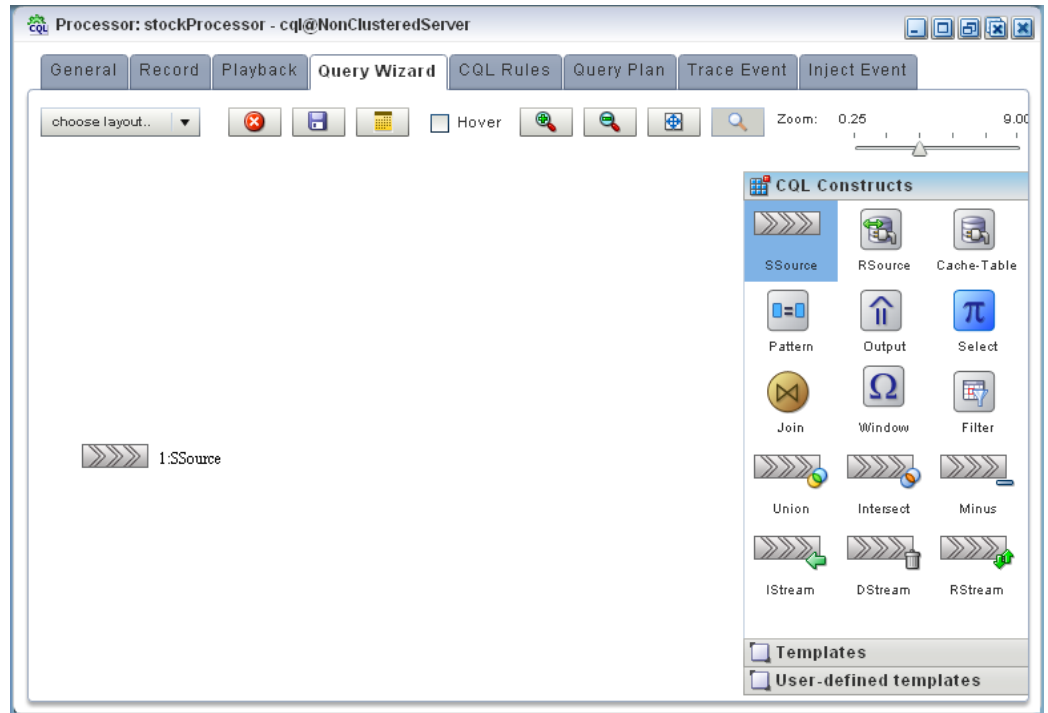 Processor: stockProcessor - cql@NonClusteredServer
General Record Playback Query Wizard CQL Rules Query Plan Trace Event Inject Event
choose layout.. Hover Zoom: 0.25 9.00
CQL Constructs
SSource RSource Cache-Table
Pattern Output Select
Join Window Filter
1:SSource
Union Intersect Minus
IStream DStream RStream
Templates
User-defined templates